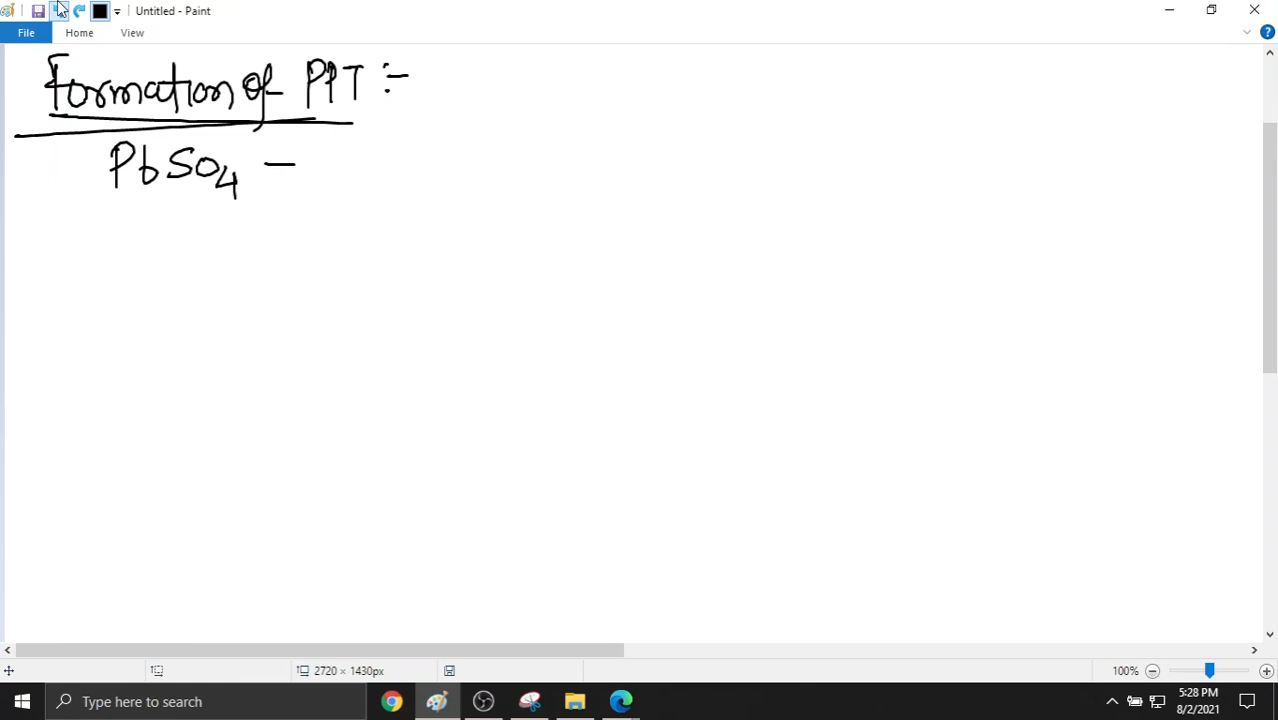 Untitled - Paint
File Home View
Formation of PPT :-
PbSO4 -
2720 × 1430px
100%
Type here to search
5:28 PM
8/2/2021